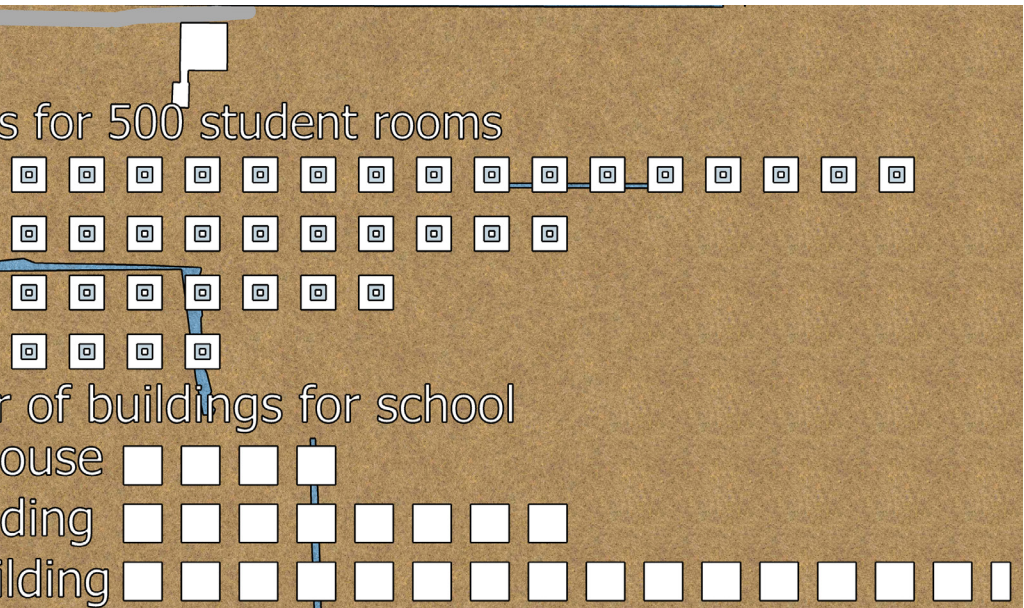 s for 500 student rooms
r of buildings for school
ouse
ding
ilding